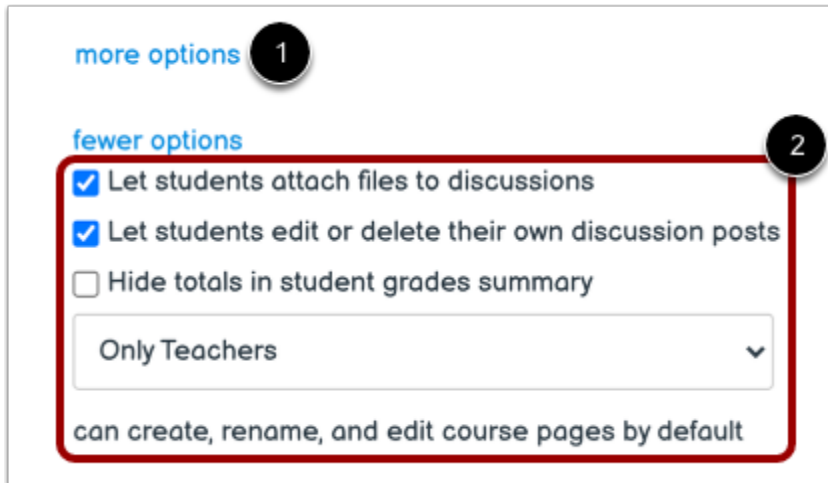 more options 1
fewer options
2
Let students attach files to discussions
Let students edit or delete their own discussion posts
Hide totals in student grades summary
Only Teachers
can create, rename, and edit course pages by default